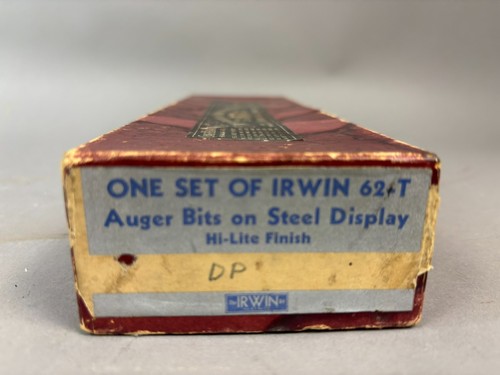 ONE SET OF IRWIN 62-T
Auger Bits on Steel Display
Hi-Lite Finish
DP
IRWIN